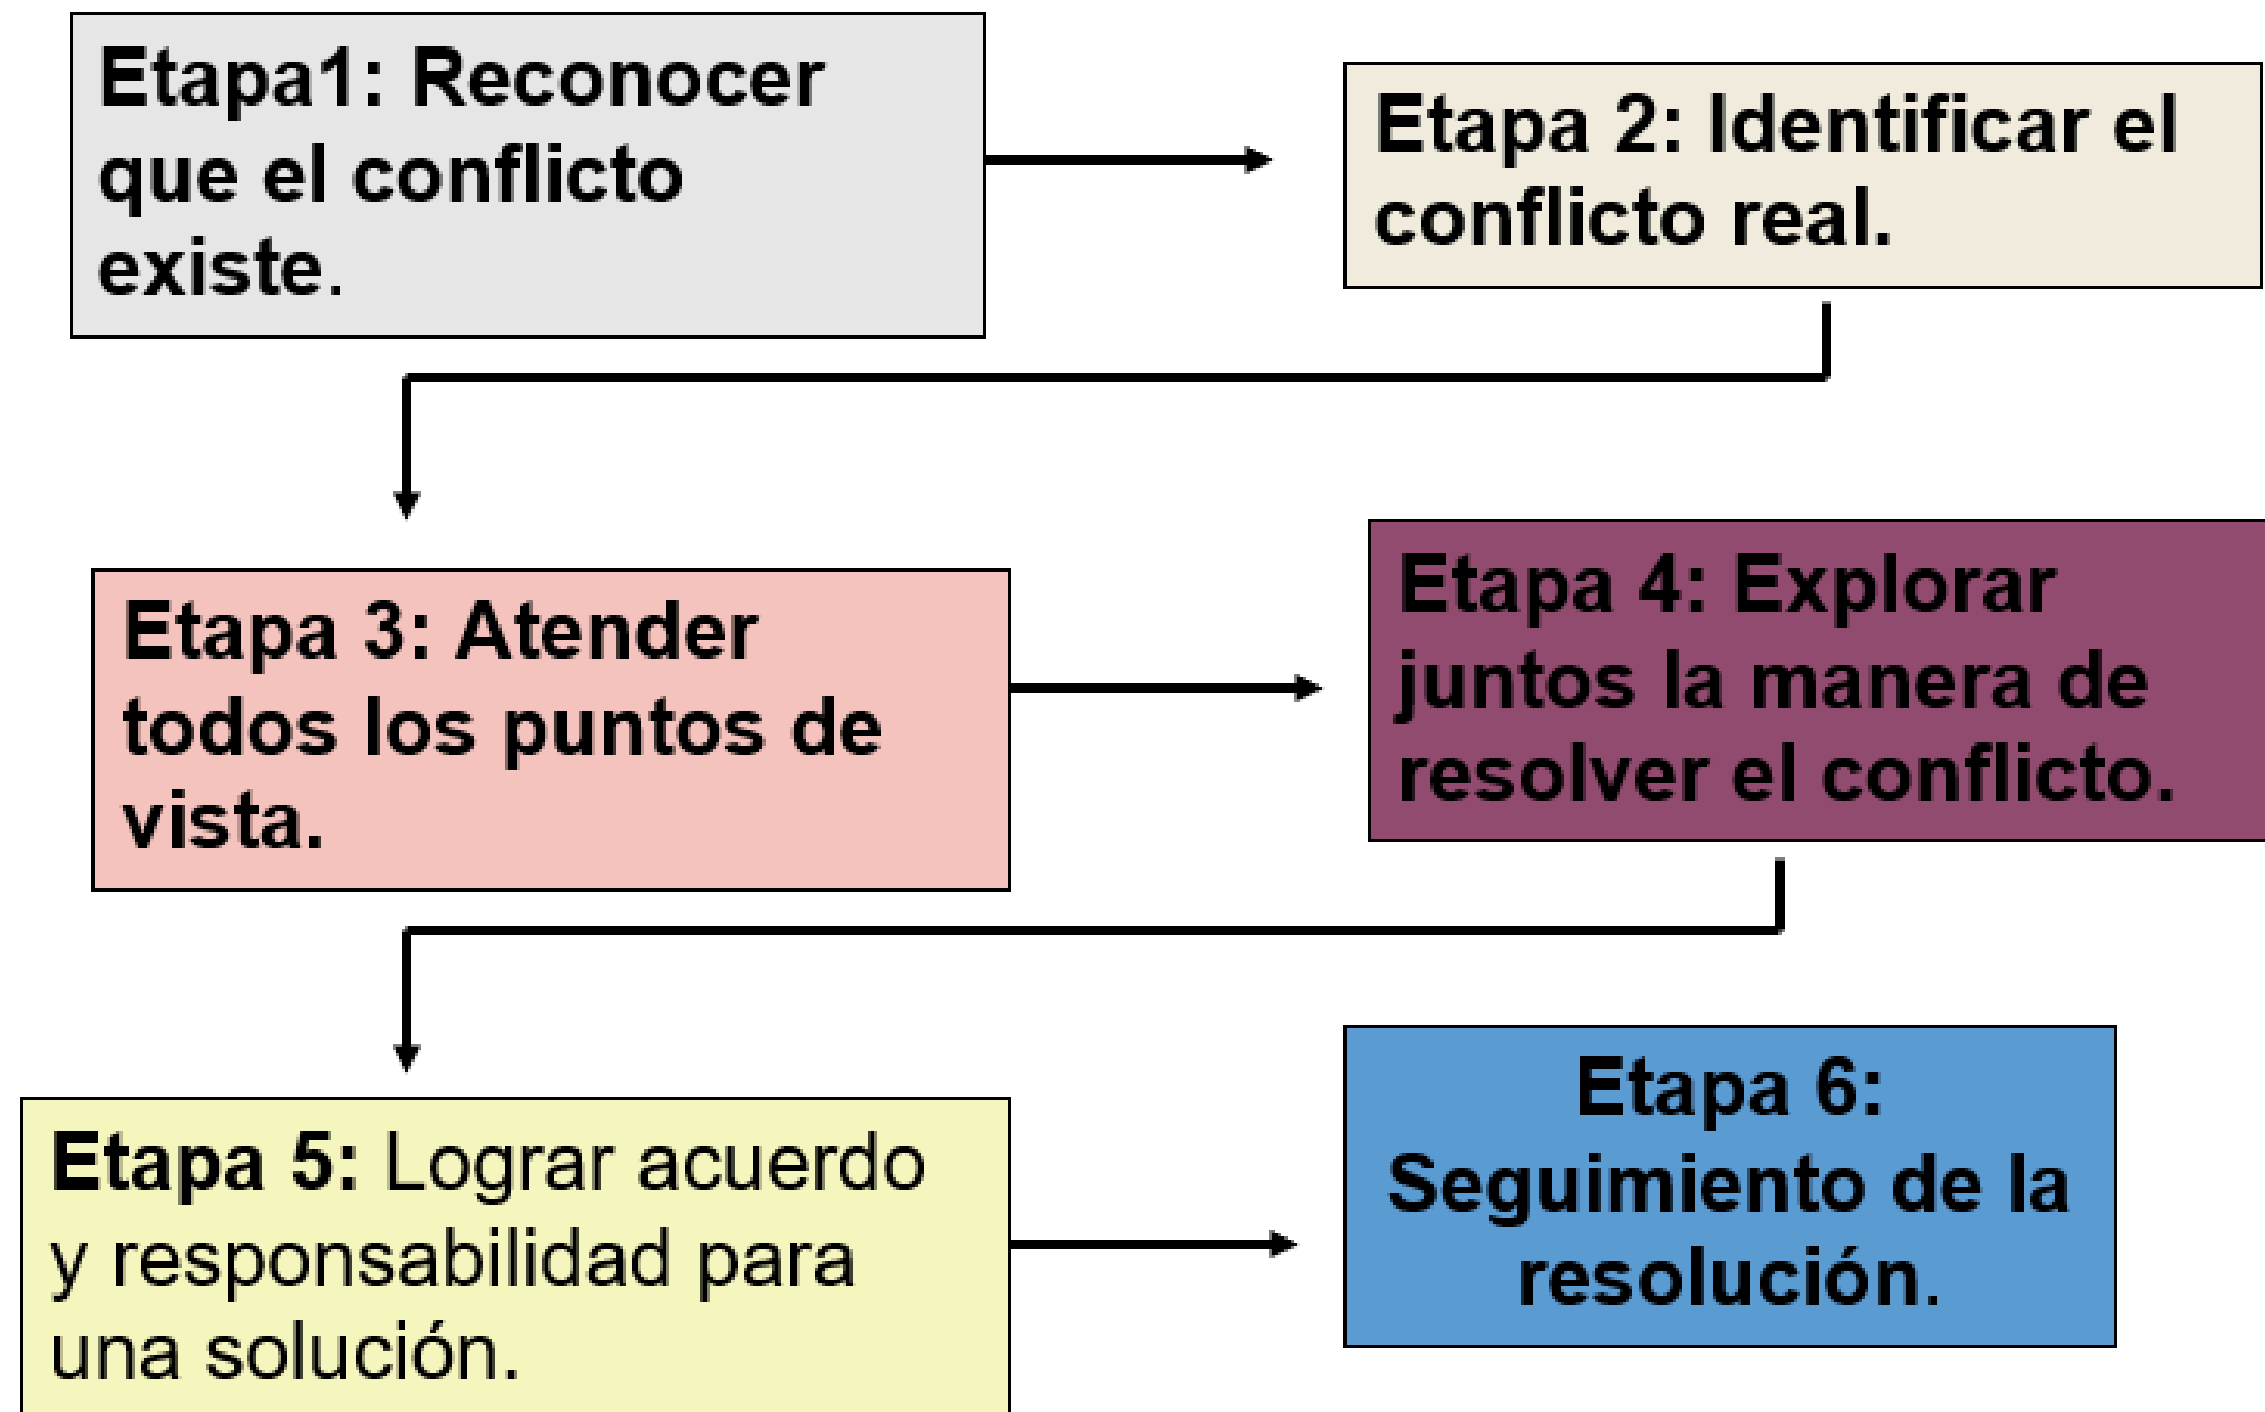 Etapa1: Reconocer
que el conflicto
existe.
Etapa 2: Identificar el
conflicto real.
Etapa 3: Atender
todos los puntos de
vista.
Etapa 4: Explorar
juntos la manera de
resolver el conflicto.
Etapa 5: Lograr acuerdo
y responsabilidad para
una solución.
Etapa 6:
Seguimiento de la
resolución.